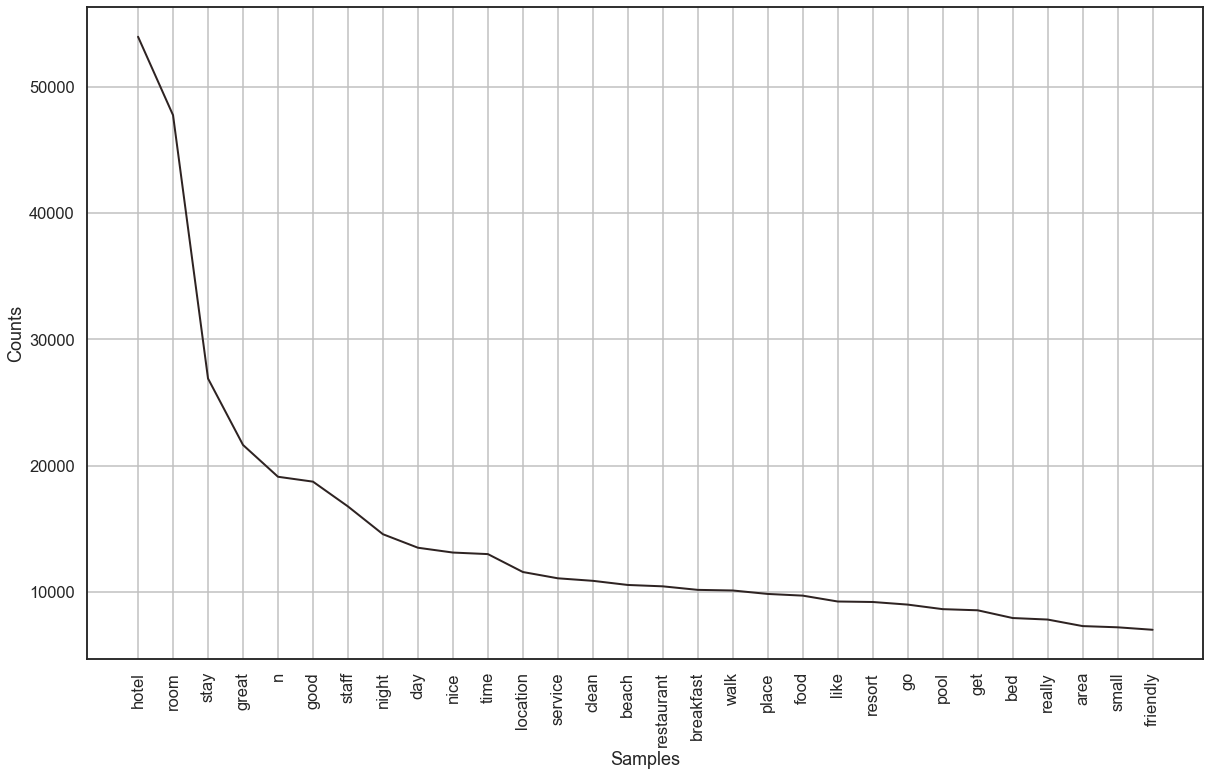 50000
40000
30000
20000
10000
Counts
hotel
room
stay
great
n
good
staff
night
day
nice
time
location
service
clean
beach
restaurant
breakfast
walk
place
food
like
resort
go
pool
get
bed
really
area
small
friendly
Samples